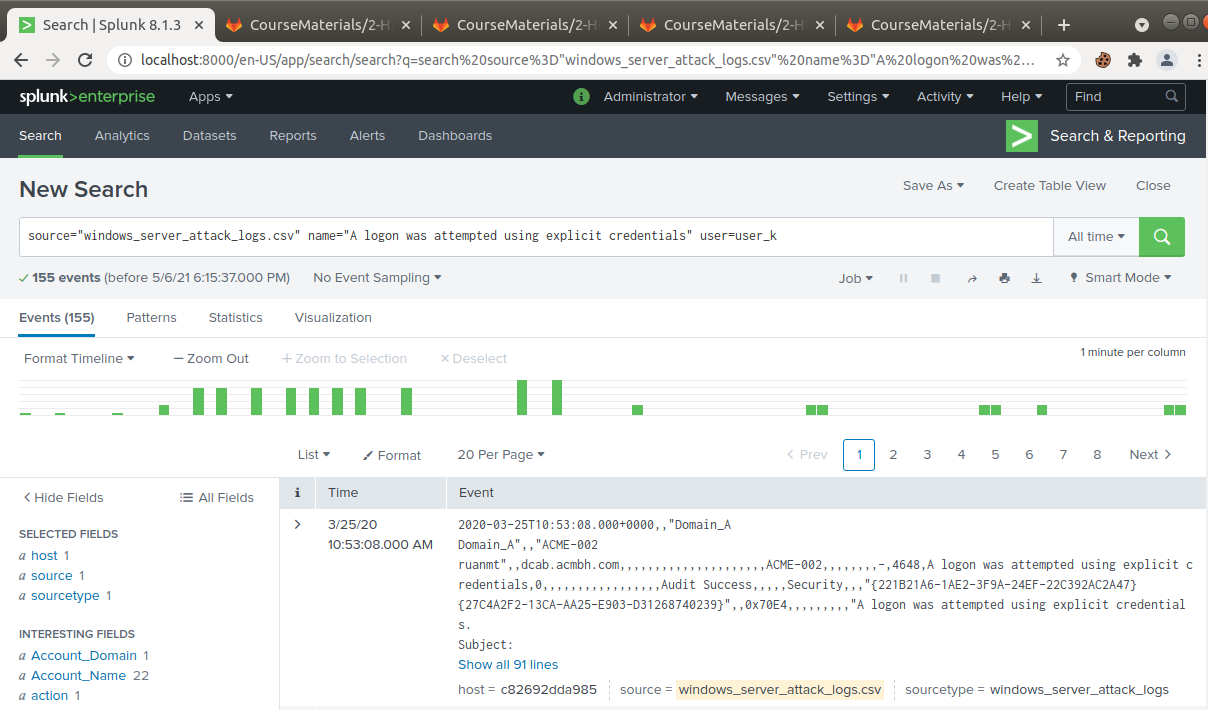 Search | Splunk 8.1.3
CourseMaterials/2-H
CourseMaterials/2-H
CourseMaterials/2-H
CourseMaterials/2-H
localhost:8000/en-US/app/search/search?q=search%20source%3D"windows_server_attack_logs.csv"%20name%3D"A%20logon%20was%2...
splunk>enterprise Apps Administrator Messages Settings Activity Help Find
Search Analytics Datasets Reports Alerts Dashboards Search & Reporting
New Search Save As Create Table View Close
source="windows_server_attack_logs.csv" name="A logon was attempted using explicit credentials" user=user_k All time
155 events (before 5/6/21 6:15:37.000 PM) No Event Sampling Job Smart Mode
Events (155) Patterns Statistics Visualization
Format Timeline — Zoom Out + Zoom to Selection × Deselect 1 minute per column
List Format 20 Per Page < Prev 1 2 3 4 5 6 7 8 Next >
< Hide Fields All Fields
SELECTED FIELDS
a host 1
a source 1
a sourcetype 1
INTERESTING FIELDS
a Account_Domain 1
a Account_Name 22
a action 1
i Time Event
> 3/25/20
10:53:08.000 AM
2020-03-25T10:53:08.000+0000,,"Domain_A
Domain_A",,"ACME-002
ruanmt",,dcab.acmbh.com,,,,,,,,,,,,,,,,,,,,,ACME-002,,,,,,,,-,4648,A logon was attempted using explicit c
redentials,0,,,,,,,,,,,,,,,,,Audit Success,,,,,Security,,,"{221B21A6-1AE2-3F9A-24EF-22C392AC2A47}
{27C4A2F2-13CA-AA25-E903-D31268740239}",,0x70E4,,,,,,,,,"A logon was attempted using explicit credential
s.
Subject:
Show all 91 lines
host = c82692dda985 source = windows_server_attack_logs.csv sourcetype = windows_server_attack_logs